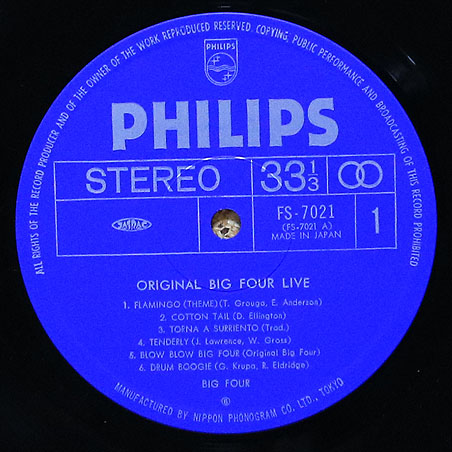 ALL RIGHTS OF THE RECORD PRODUCER AND OF THE OWNER OF THE WORK REPRODUCED RESERVED. COPYING, PUBLIC PERFORMANCE AND BROADCASTING OF THIS RECORD PROHIBITED
PHILIPS
PHILIPS
STEREO 33 1/3
JASRAC
FS-7021
(FS-7021 A)
MADE IN JAPAN
1
ORIGINAL BIG FOUR LIVE
1. FLAMINGO (THEME) (T. Grouga, E. Anderson)
2. COTTON TAIL (D. Ellington)
3. TORNA A SURRIENTO (Trad.)
4. TENDERLY (J. Lawrence, W. Gross)
5. BLOW BLOW BIG FOUR (Original Big Four)
6. DRUM BOOGIE (G. Krupa, R. Eldridge)
BIG FOUR
MANUFACTURED BY NIPPON PHONOGRAM CO. LTD., TOKYO